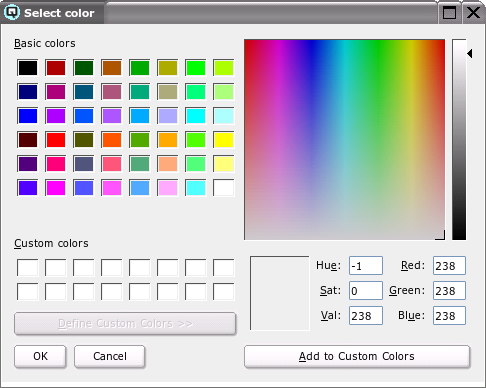 Select color
Basic colors
Custom colors
Define Custom Colors >>
OK Cancel
Hue: -1 Red: 238
Sat: 0 Green: 238
Val: 238 Blue: 238
Add to Custom Colors